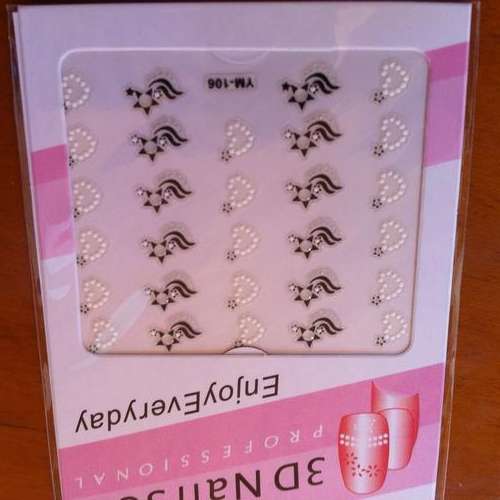 3D Nail
PROFESSIONAL
EnjoyEveryday
YM-106